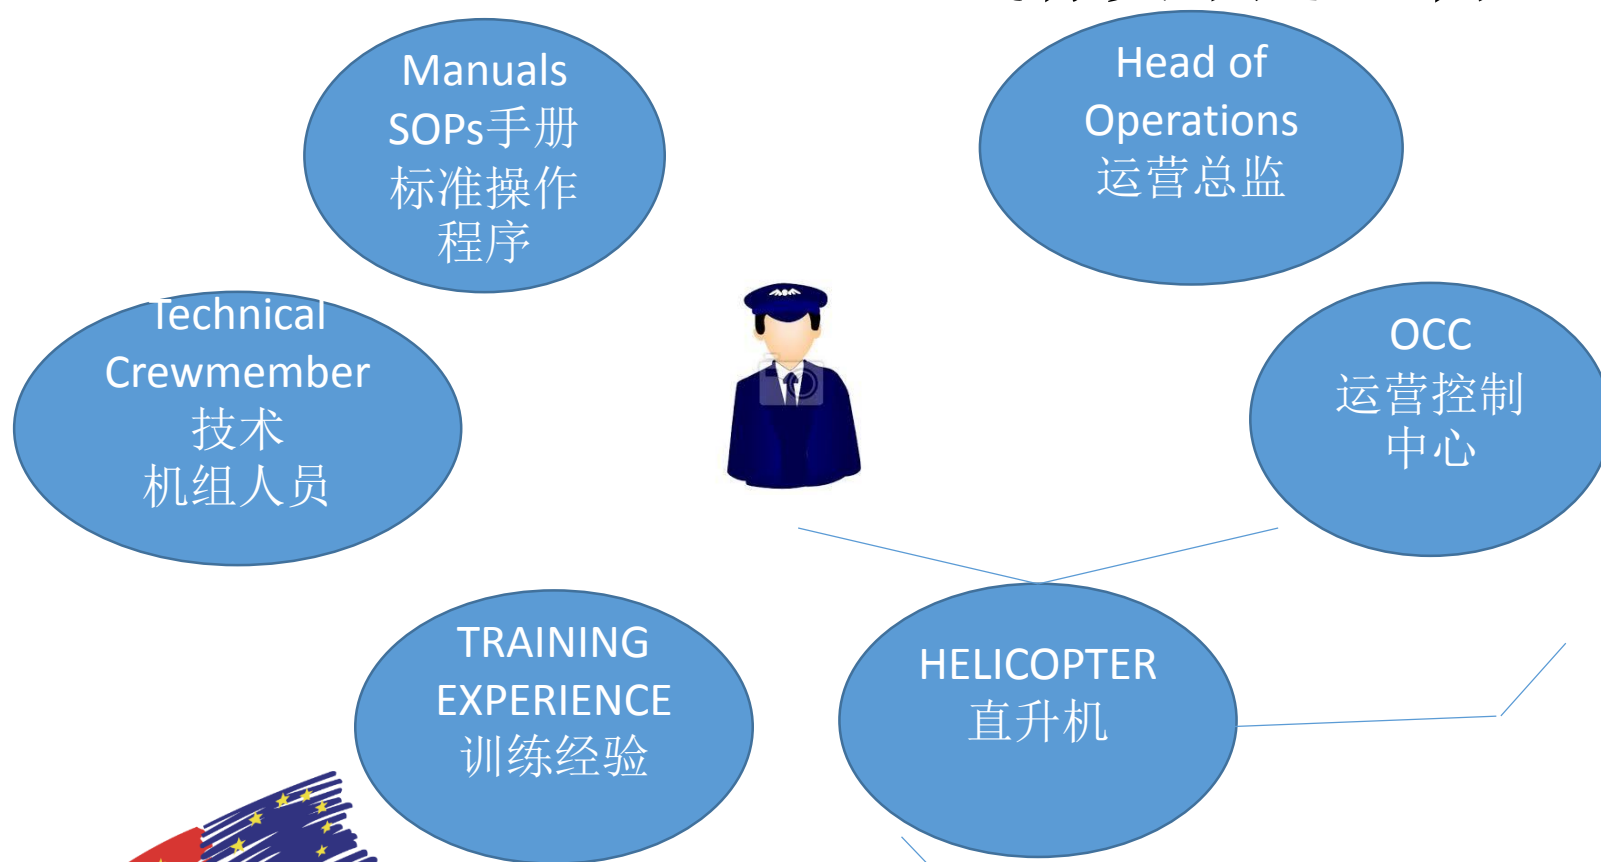 Manuals
SOPs手册
标准操作
程序
Head of
Operations
运营总监
Technical
Crewmember
技术
机组人员
OCC
运营控制
中心
TRAINING
EXPERIENCE
训练经验
HELICOPTER
直升机